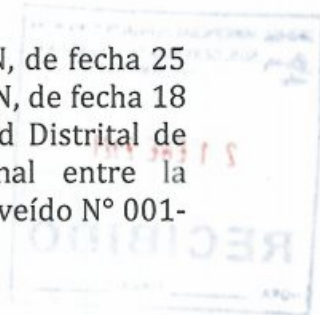 N, de fecha 25
N, de fecha 18
d Distrital de
nal entre la
veído N° 001-
RECIBIDO